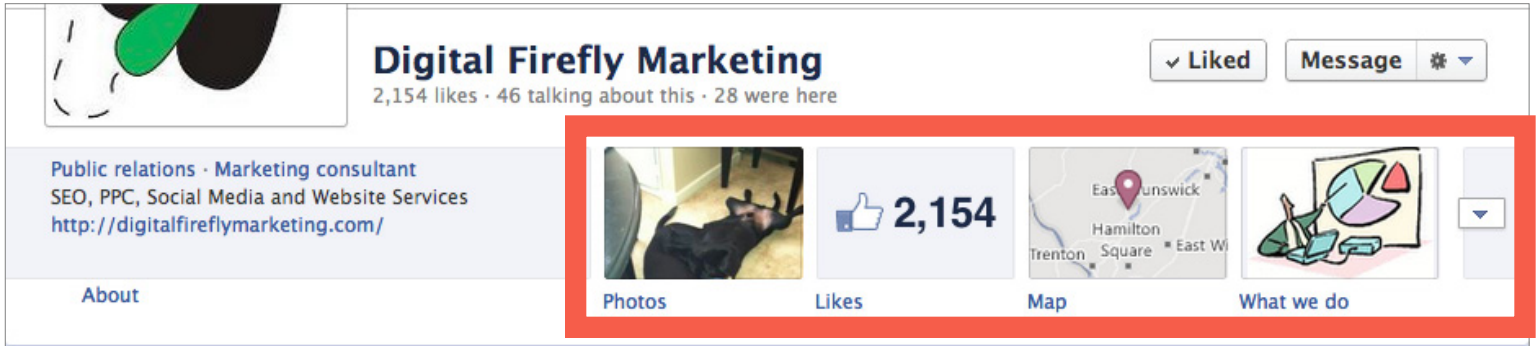 Digital Firefly Marketing
2,154 likes · 46 talking about this · 28 were here
Liked
Message
Public relations · Marketing consultant
SEO, PPC, Social Media and Website Services
http://digitalfireflymarketing.com/
About
2,154
Hamilton
Trenton
Square
East
Photos
Likes
Map
What we do